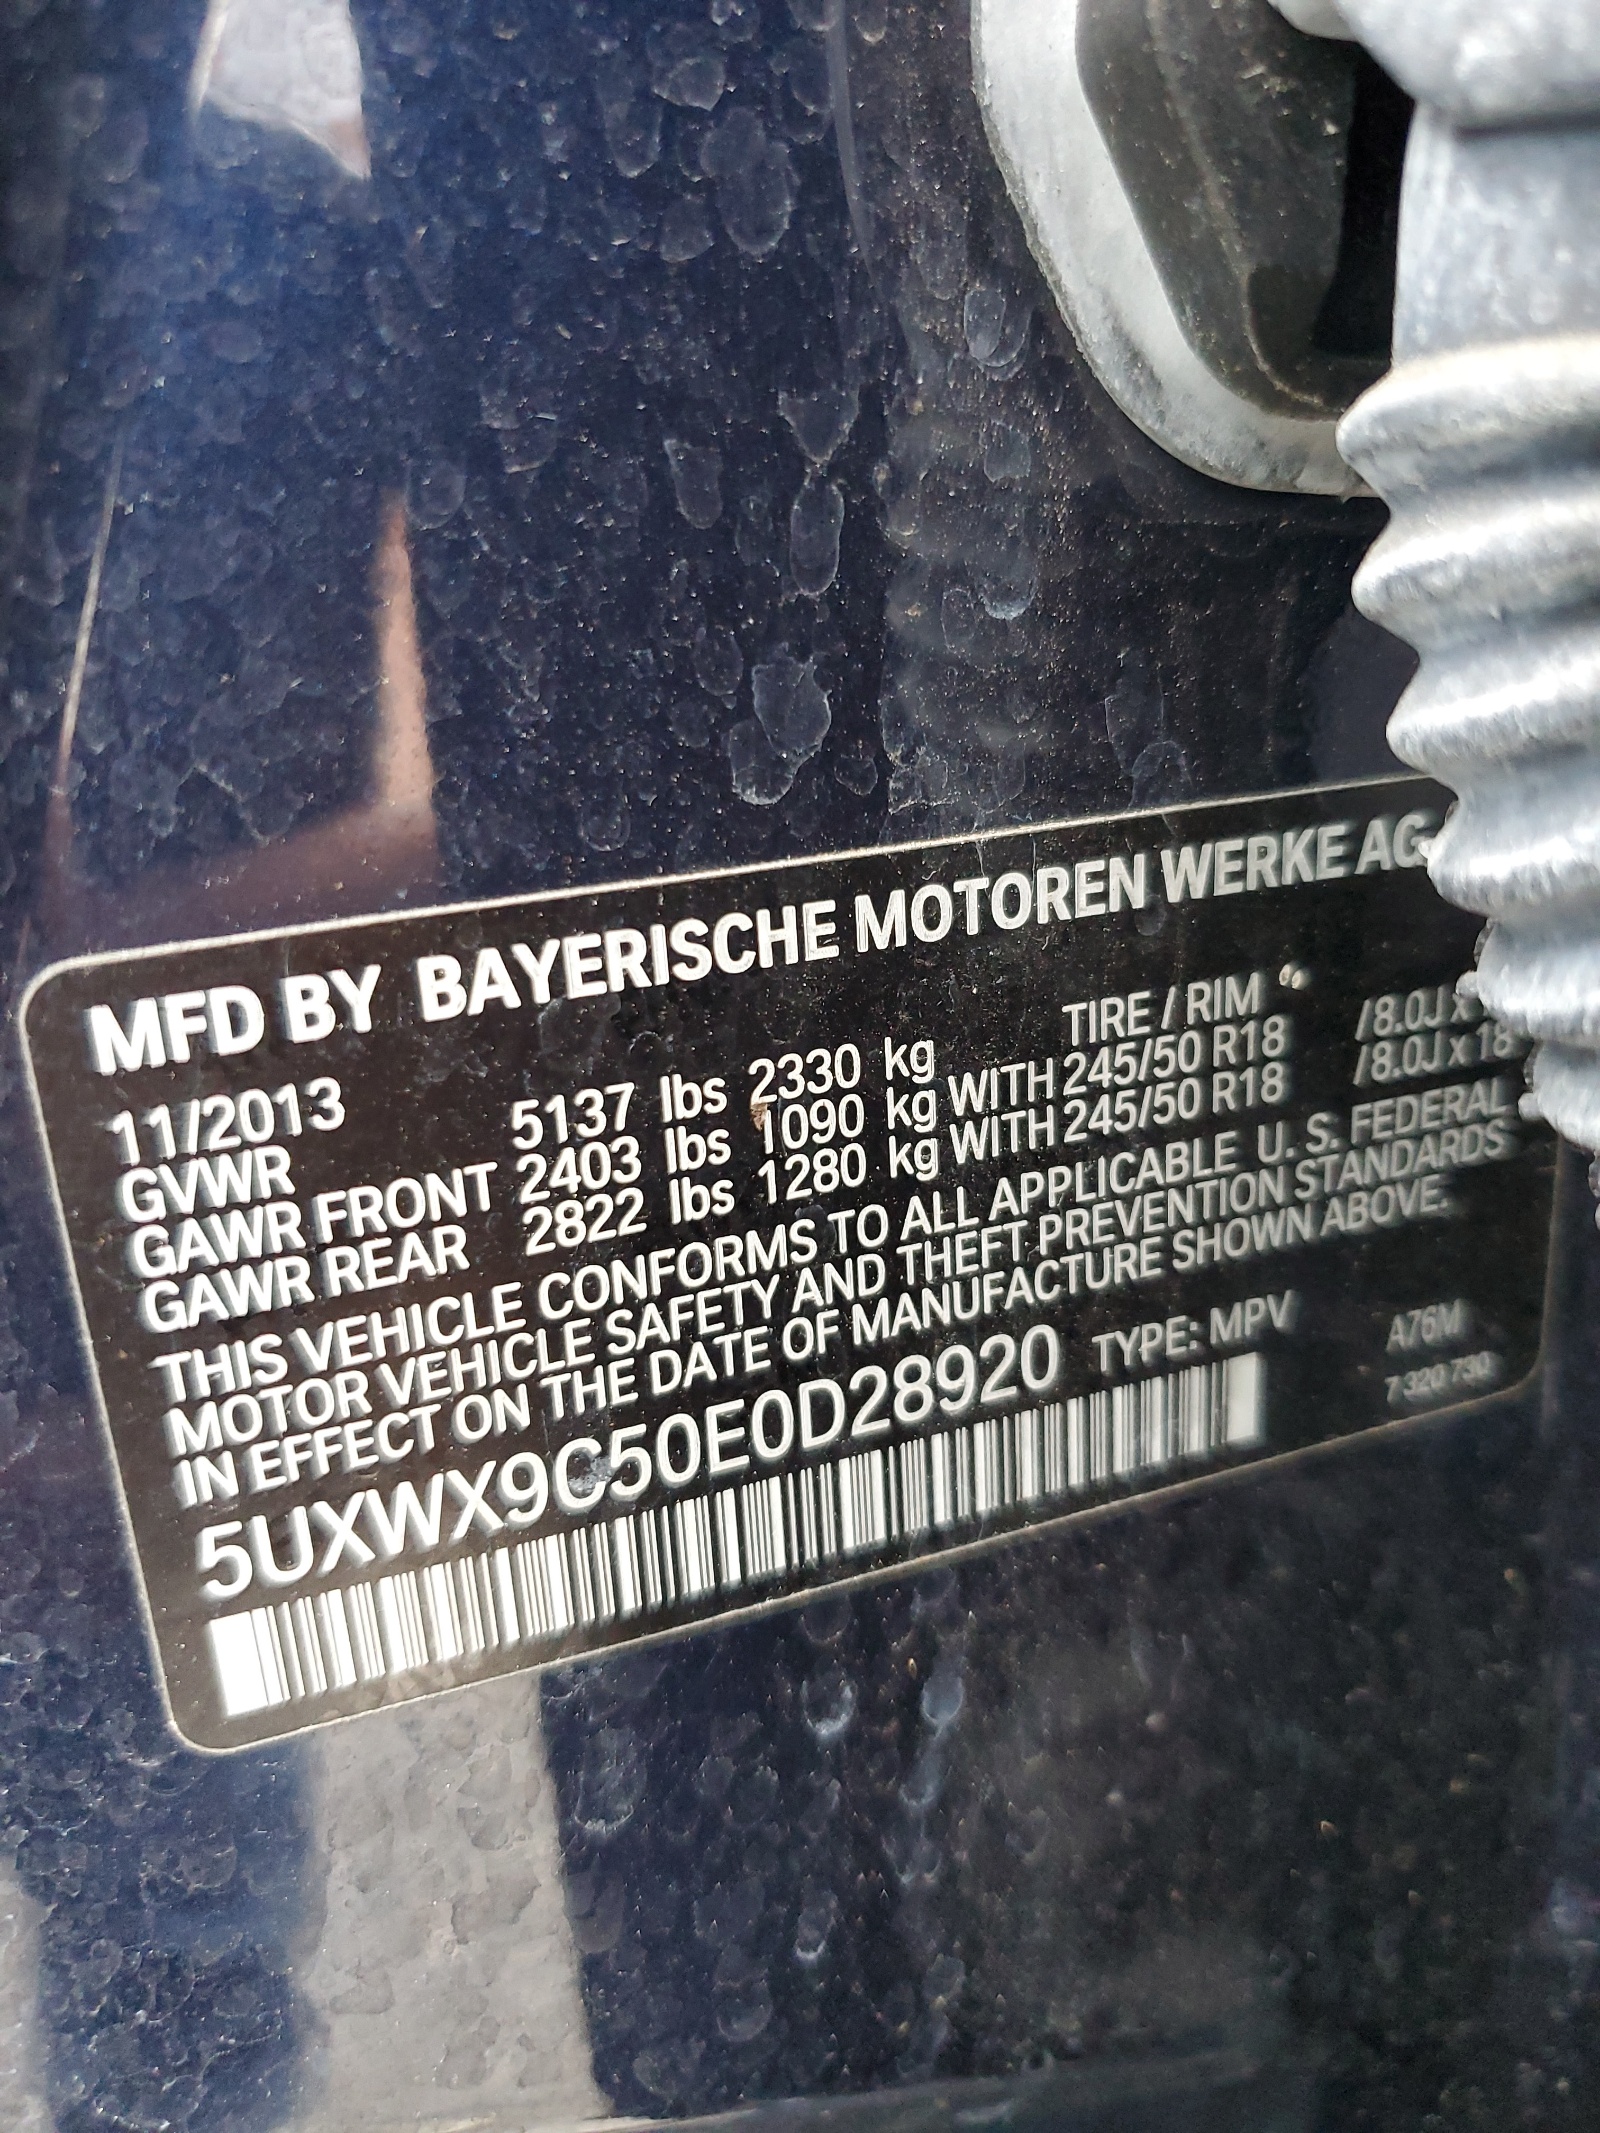 MFD BY BAYERISCHE MOTOREN WERKE AG
11/2013 TIRE / RIM
GVWR 5137 lbs 2330 kg
GAWR FRONT 2403 lbs 1090 kg WITH 245/50 R18 /8.0J x
GAWR REAR 2822 lbs 1280 kg WITH 245/50 R18 /8.0J x 18
THIS VEHICLE CONFORMS TO ALL APPLICABLE U. S. FEDERAL
MOTOR VEHICLE SAFETY AND THEFT PREVENTION STANDARDS
IN EFFECT ON THE DATE OF MANUFACTURE SHOWN ABOVE.
5UXWX9C50E0D28920 TYPE: MPV A76M
7 320 730